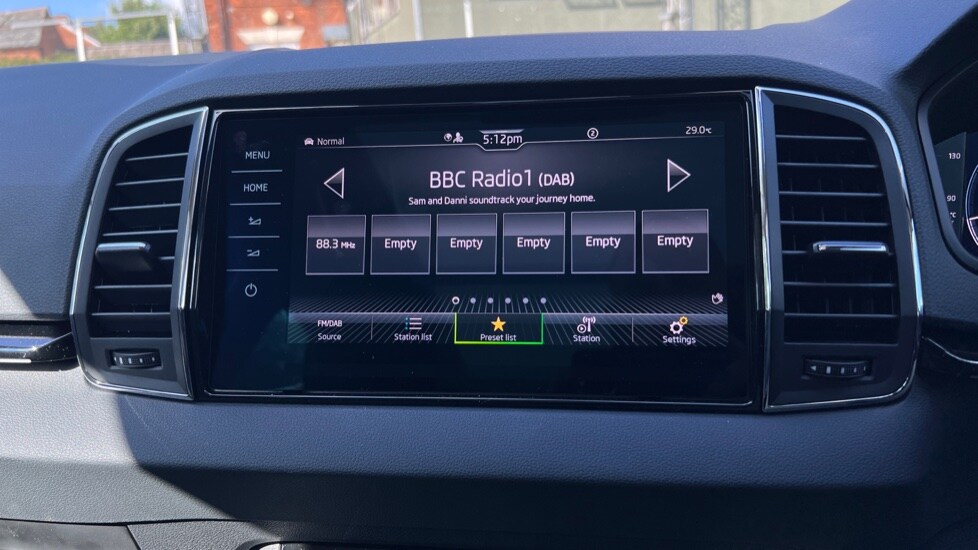 Normal
5:12pm
2
29.0°C
MENU
HOME
BBC Radio1 (DAB)
Sam and Danni soundtrack your journey home.
88.3 MHz
Empty
Empty
Empty
Empty
Empty
FM/DAB
Source
Station list
Preset list
Station
Settings
130
90